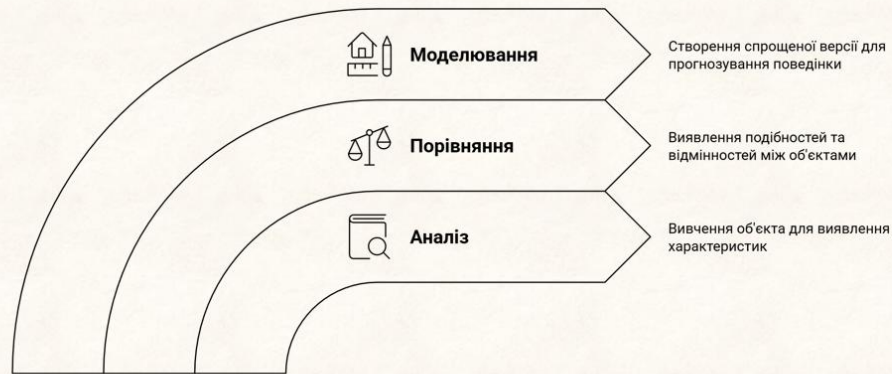 Моделювання
Створення спрощеної версії для
прогнозування поведінки
Порівняння
Виявлення подібностей та
відмінностей між об'єктами
Аналіз
Вивчення об'єкта для виявлення
характеристик